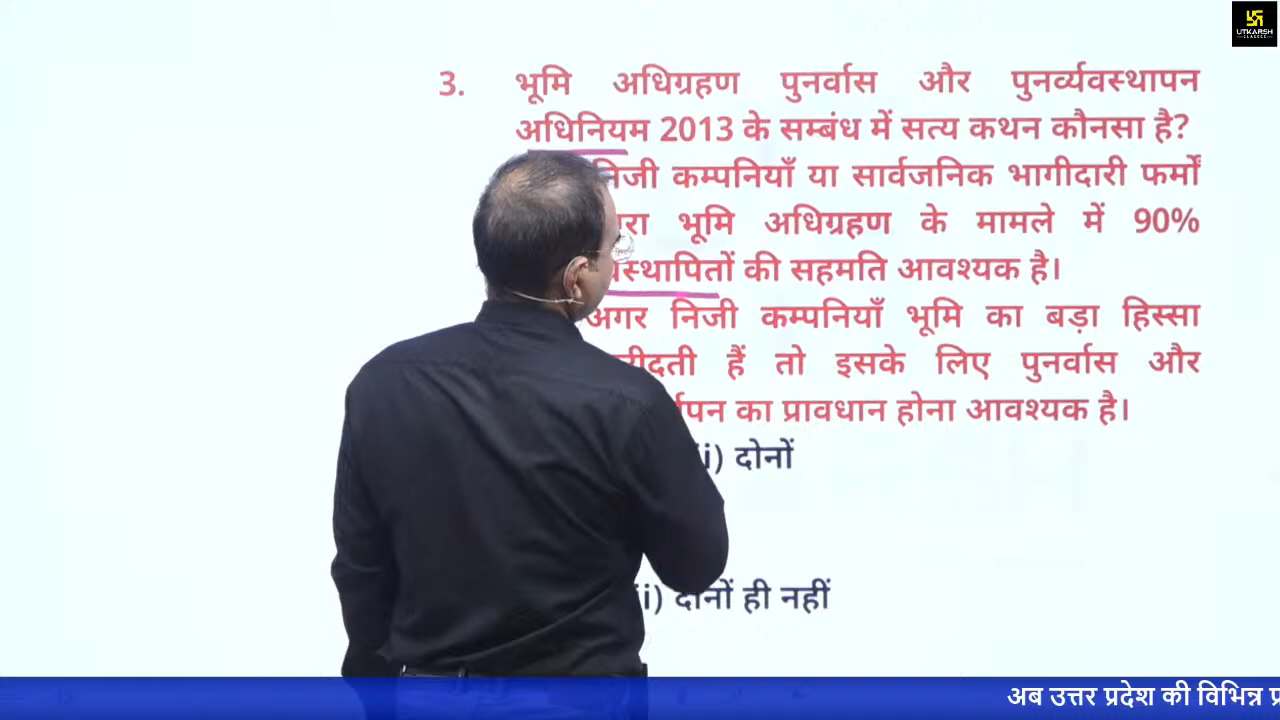 UTKARSH
CLASSES
3. भूमि अधिग्रहण पुनर्वास और पुनर्व्यवस्थापन
अधिनियम 2013 के सम्बंध में सत्य कथन कौनसा है?
निजी कम्पनियाँ या सार्वजनिक भागीदारी फर्मों
भूमि अधिग्रहण के मामले में 90%
की सहमति आवश्यक है।
अगर निजी कम्पनियाँ भूमि का बड़ा हिस्सा
हैं तो इसके लिए पुनर्वास और
का प्रावधान होना आवश्यक है।
दोनों
दोनों ही नहीं
अब उत्तर प्रदेश की विभिन्न